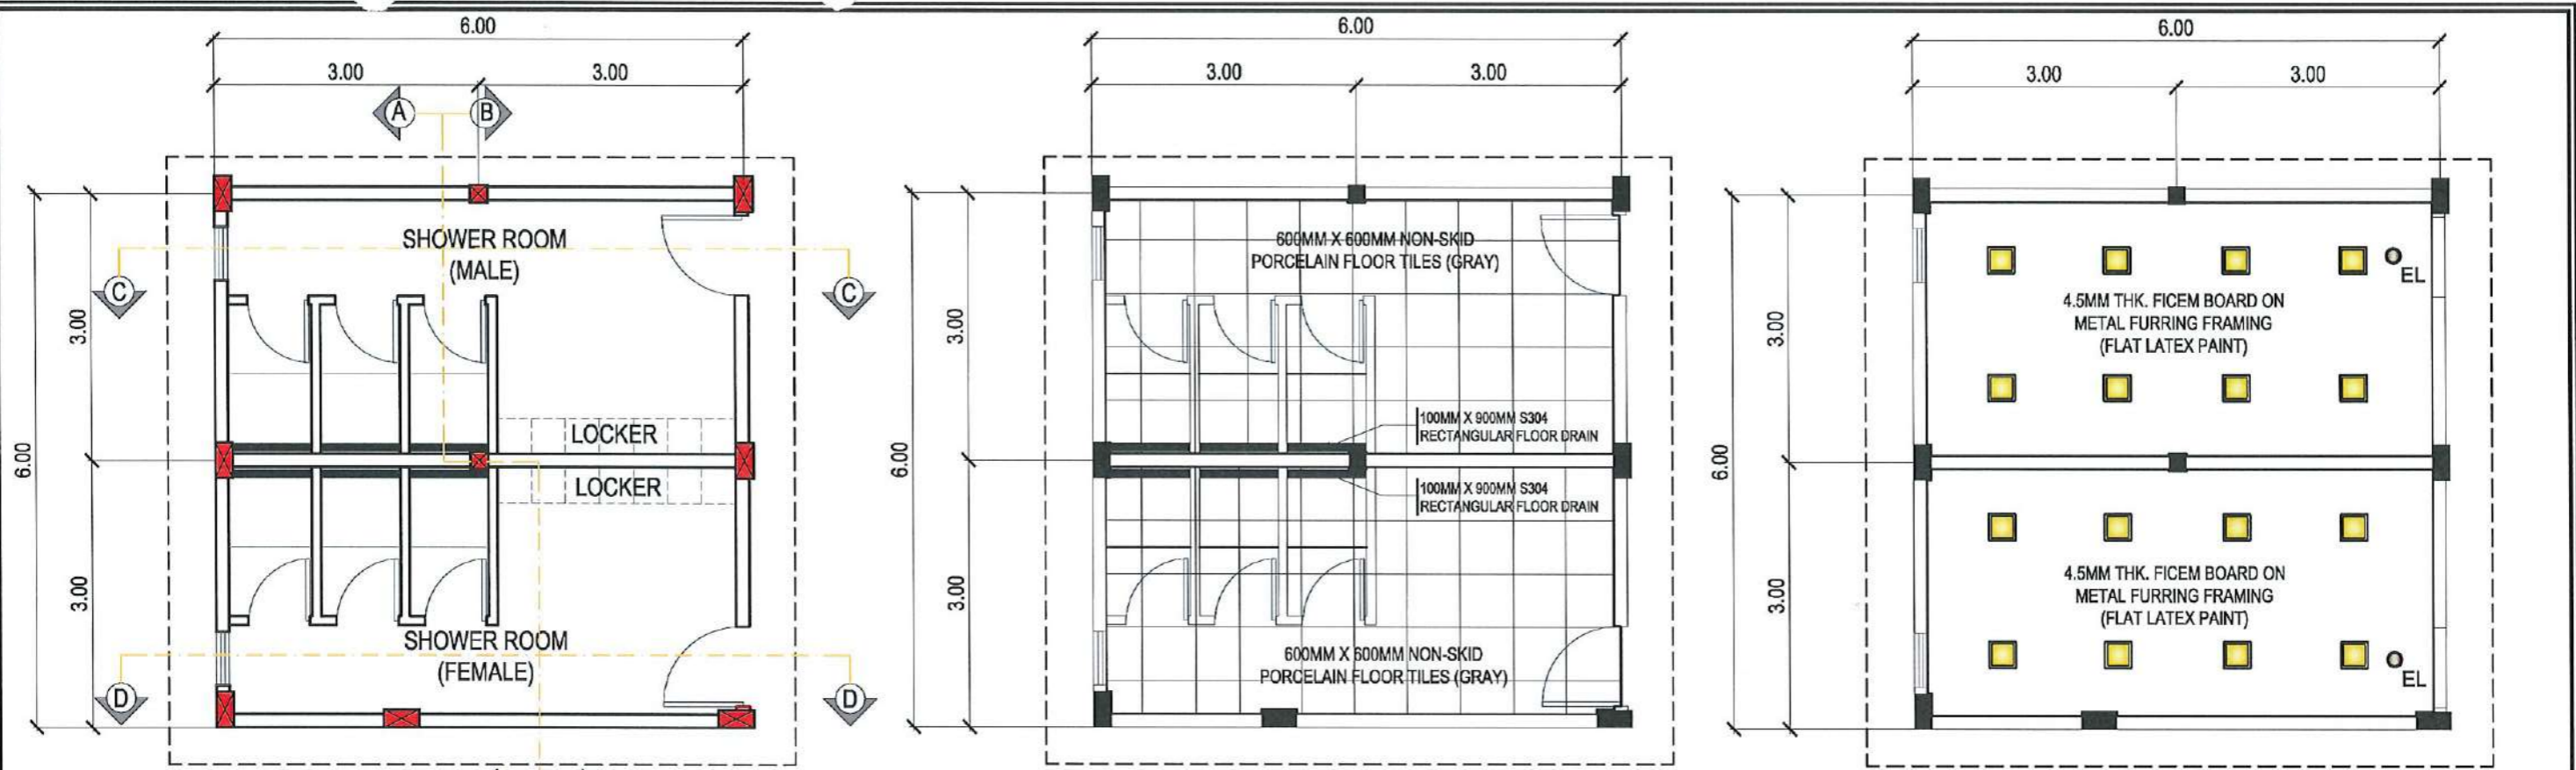 6.00
3.00
3.00
A
B
SHOWER ROOM
(MALE)
C
C
3.00
6.00
LOCKER
LOCKER
3.00
SHOWER ROOM
(FEMALE)
D
D
6.00
3.00
3.00
600MM X 600MM NON-SKID
PORCELAIN FLOOR TILES (GRAY)
3.00
6.00
100MM X 900MM S304
RECTANGULAR FLOOR DRAIN
100MM X 900MM S304
RECTANGULAR FLOOR DRAIN
3.00
600MM X 600MM NON-SKID
PORCELAIN FLOOR TILES (GRAY)
6.00
3.00
3.00
EL
4.5MM THK. FICEM BOARD ON
METAL FURRING FRAMING
(FLAT LATEX PAINT)
3.00
6.00
3.00
4.5MM THK. FICEM BOARD ON
METAL FURRING FRAMING
(FLAT LATEX PAINT)
EL